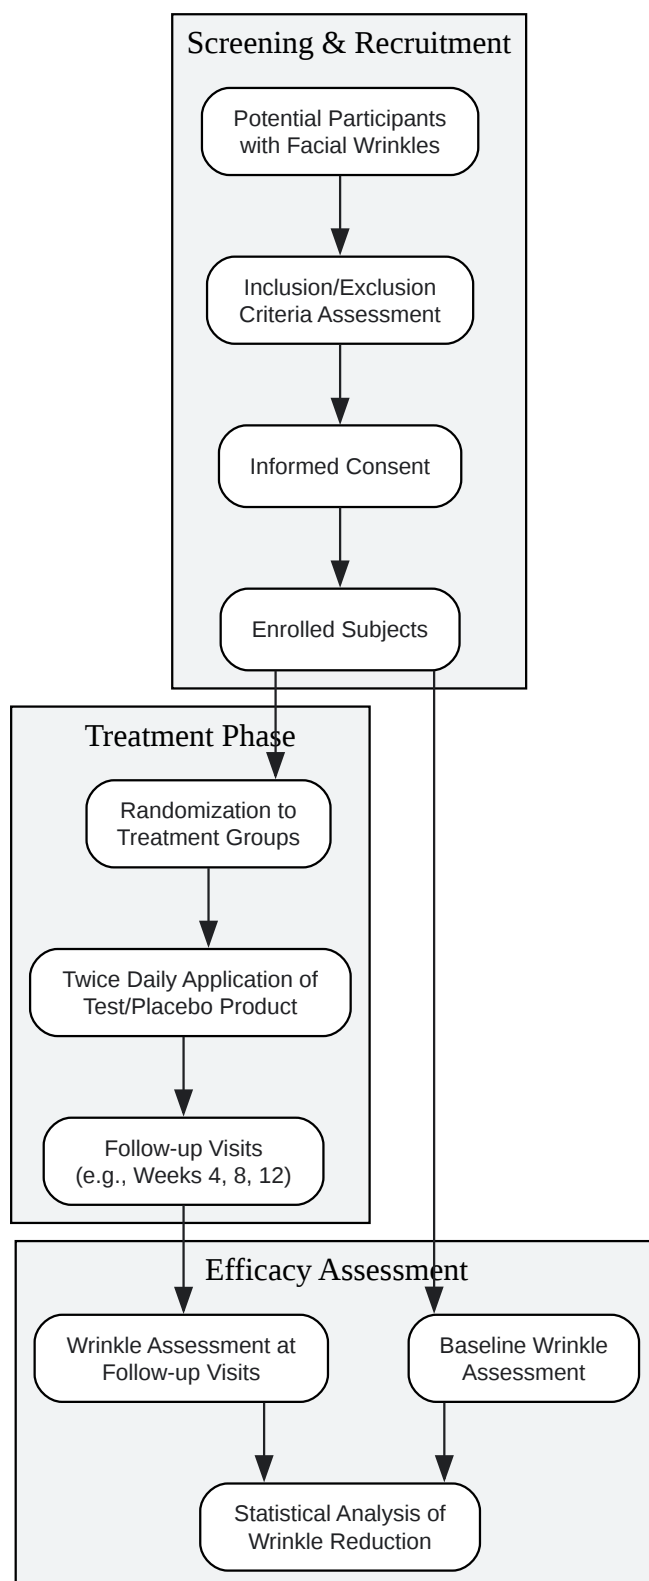 Screening & Recruitment
Potential Participants
with Facial Wrinkles
Inclusion/Exclusion
Criteria Assessment
Informed Consent
Enrolled Subjects
Treatment Phase
Randomization to
Treatment Groups
Twice Daily Application of
Test/Placebo Product
Follow-up Visits
(e.g., Weeks 4, 8, 12)
Efficacy Assessment
Wrinkle Assessment at
Follow-up Visits
Baseline Wrinkle
Assessment
Statistical Analysis of
Wrinkle Reduction